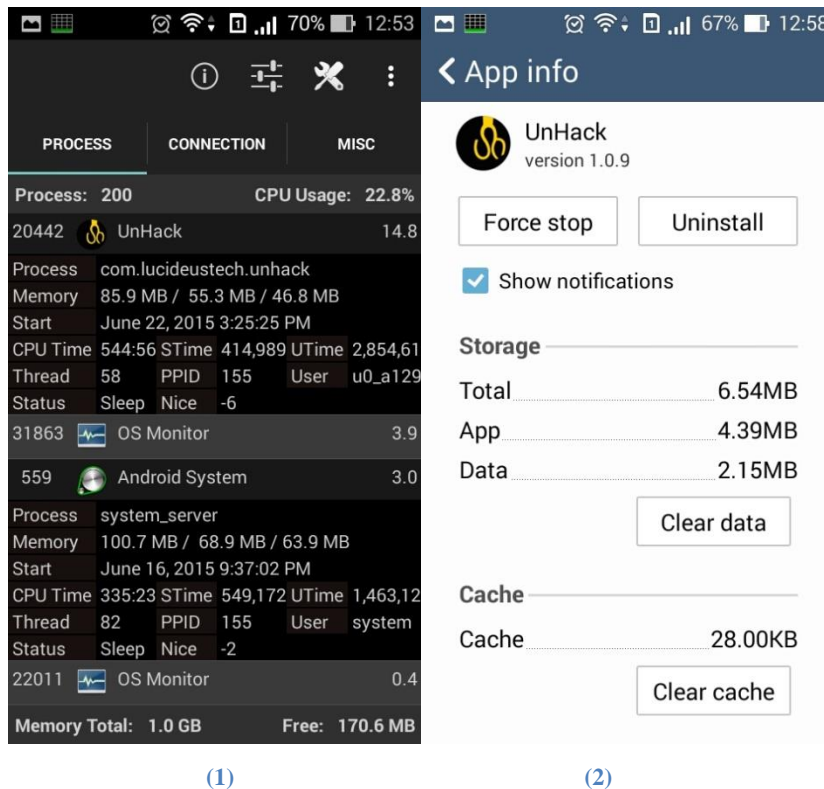 1 70% 12:53
PROCESS CONNECTION MISC
Process: 200 CPU Usage: 22.8%
20442 UnHack 14.8
Process com.lucideustech.unhack
Memory 85.9 MB / 55.3 MB / 46.8 MB
Start June 22, 2015 3:25:25 PM
CPU Time 544:56 STime 414,989 UTime 2,854,61
Thread 58 PPID 155 User u0_a129
Status Sleep Nice -6
31863 OS Monitor 3.9
559 Android System 3.0
Process system_server
Memory 100.7 MB / 68.9 MB / 63.9 MB
Start June 16, 2015 9:37:02 PM
CPU Time 335:23 STime 549,172 UTime 1,463,12
Thread 82 PPID 155 User system
Status Sleep Nice -2
22011 OS Monitor 0.4
Memory Total: 1.0 GB Free: 170.6 MB
(1)
1 67% 12:58
App info
UnHack
version 1.0.9
Force stop Uninstall
Show notifications
Storage
Total 6.54MB
App 4.39MB
Data 2.15MB
Clear data
Cache
Cache 28.00KB
Clear cache
(2)